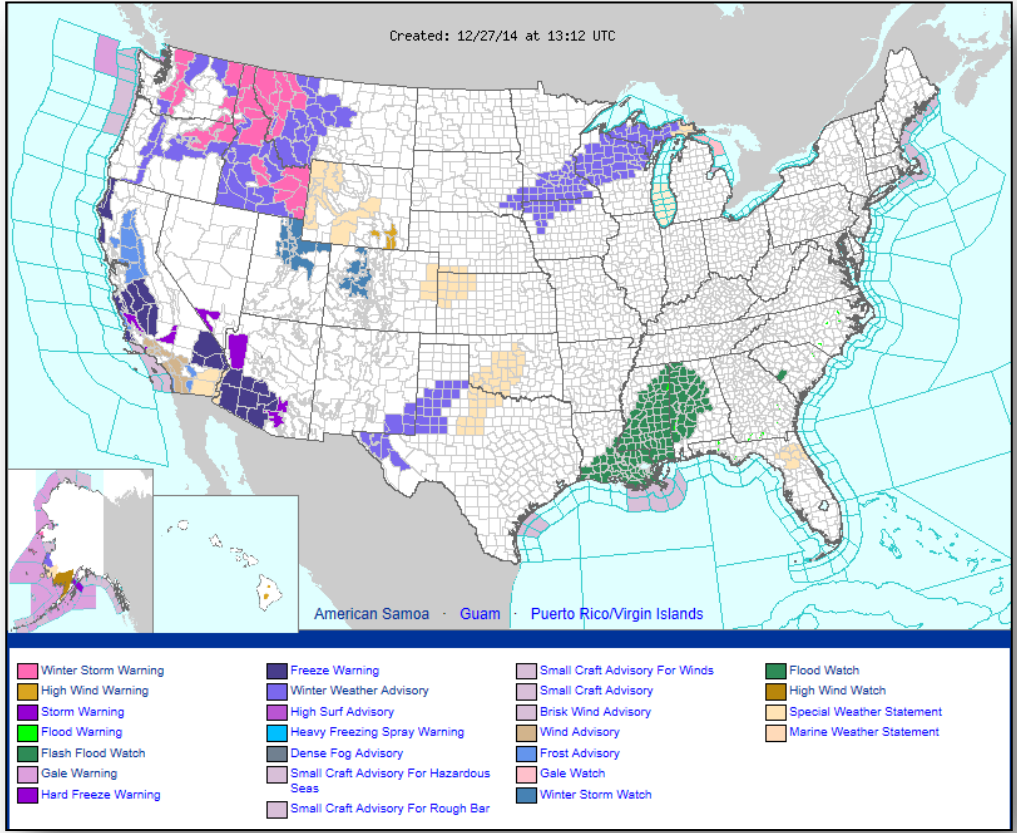 Created: 12/27/14 at 13:12 UTC
American Samoa · Guam · Puerto Rico/Virgin Islands
Winter Storm Warning
High Wind Warning
Storm Warning
Flood Warning
Flash Flood Watch
Gale Warning
Hard Freeze Warning
Freeze Warning
Winter Weather Advisory
High Surf Advisory
Heavy Freezing Spray Warning
Dense Fog Advisory
Small Craft Advisory For Hazardous
Seas
Small Craft Advisory For Rough Bar
Small Craft Advisory For Winds
Small Craft Advisory
Brisk Wind Advisory
Wind Advisory
Frost Advisory
Gale Watch
Winter Storm Watch
Flood Watch
High Wind Watch
Special Weather Statement
Marine Weather Statement